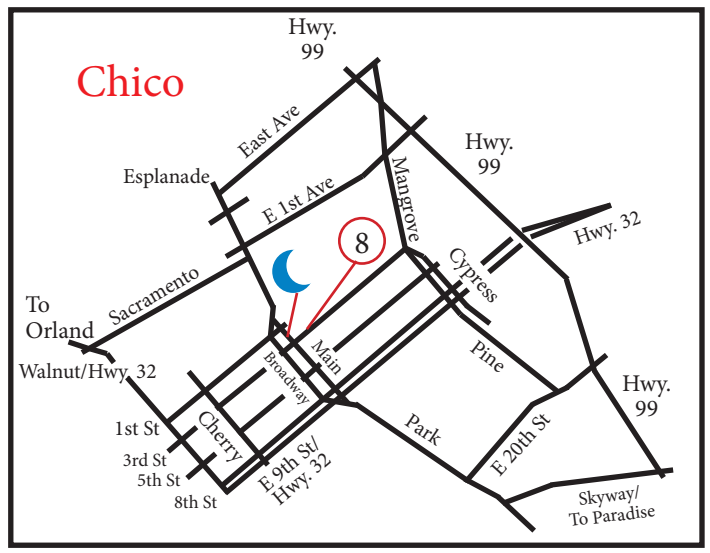 Hwy.
99
Chico
East Ave
Hwy.
99
Esplanade
E 1st Ave
Mangrove
Hwy. 32
8
Cypress
Sacramento
To
Orland
Walnut/Hwy. 32
Main
Broadway
Pine
Hwy.
99
1st St
Cherry
Park
3rd St
5th St
8th St
E 9th St/
Hwy. 32
E 20th St
Skyway/
To Paradise